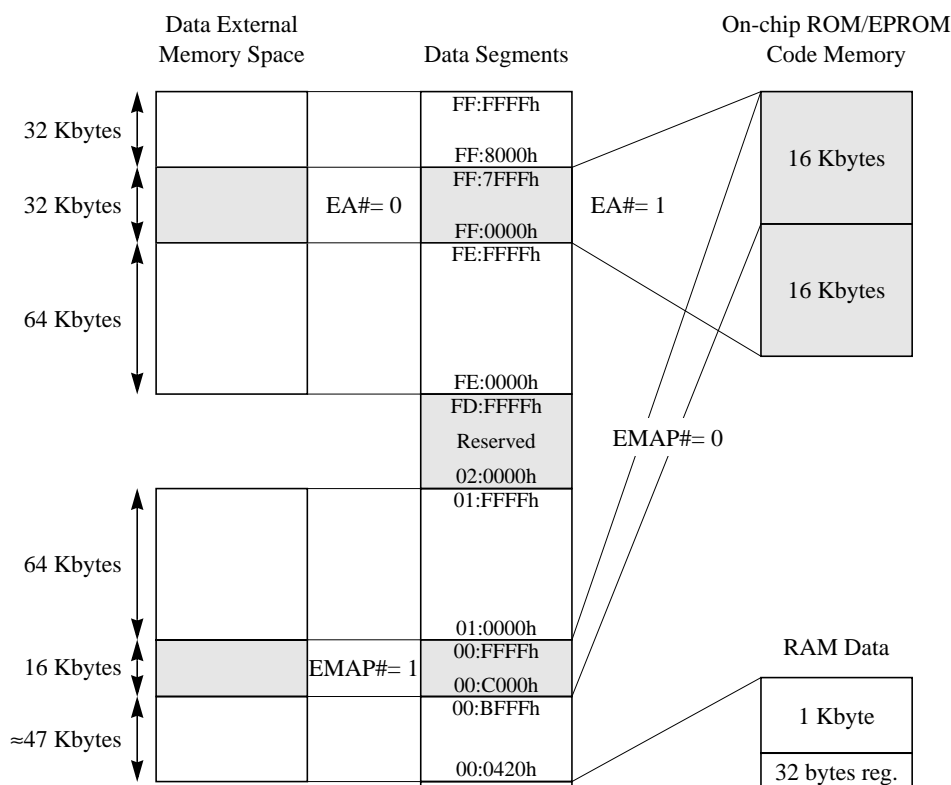 Data External
Memory Space
Data Segments
On-chip ROM/EPROM
Code Memory
32 Kbytes
FF:FFFFh
FF:8000h
16 Kbytes
32 Kbytes
EA#= 0
FF:7FFFh
FF:0000h
EA#= 1
16 Kbytes
64 Kbytes
FE:FFFFh
FE:0000h
FD:FFFFh
Reserved
02:0000h
EMAP#= 0
64 Kbytes
01:FFFFh
01:0000h
16 Kbytes
EMAP#= 1
00:FFFFh
00:C000h
RAM Data
≈47 Kbytes
00:BFFFh
00:0420h
1 Kbyte
32 bytes reg.